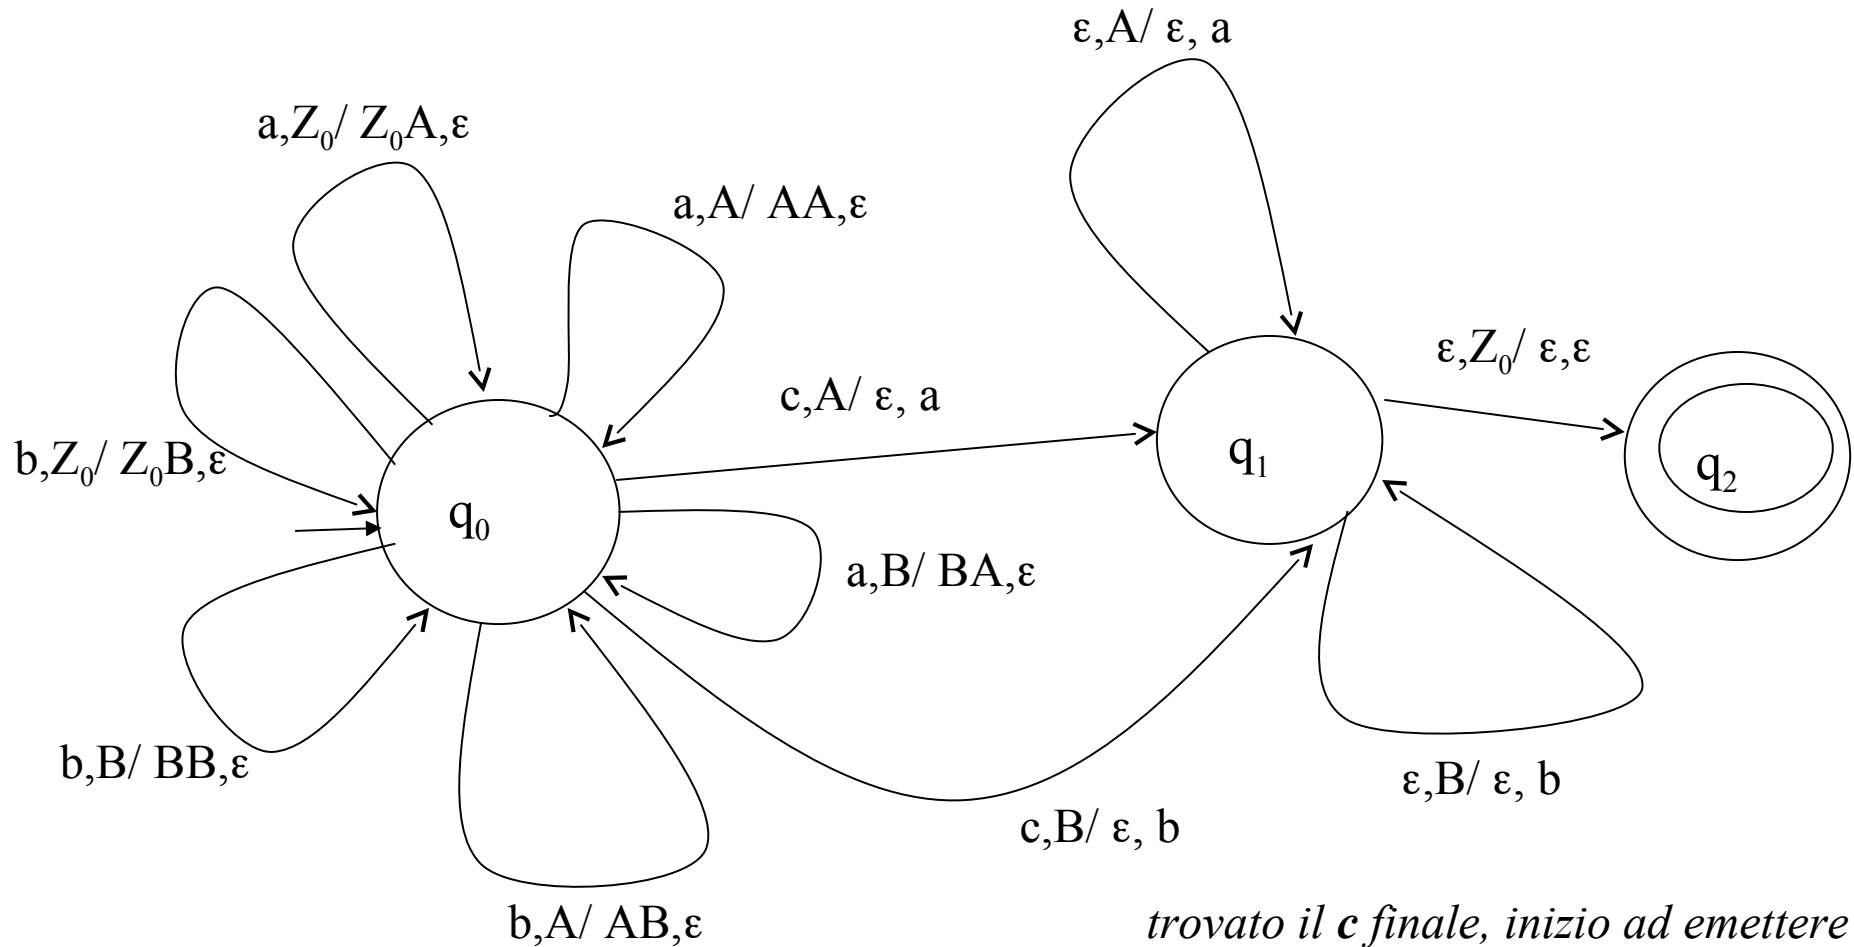 ε,A/ ε, a
a,Z₀/ Z₀A,ε
a,A/ AA,ε
ε,Z₀/ ε,ε
c,A/ ε, a
b,Z₀/ Z₀B,ε
q₁
q₂
q₀
a,B/ BA,ε
b,B/ BB,ε
ε,B/ ε, b
c,B/ ε, b
b,A/ AB,ε
trovato il c finale, inizio ad emettere